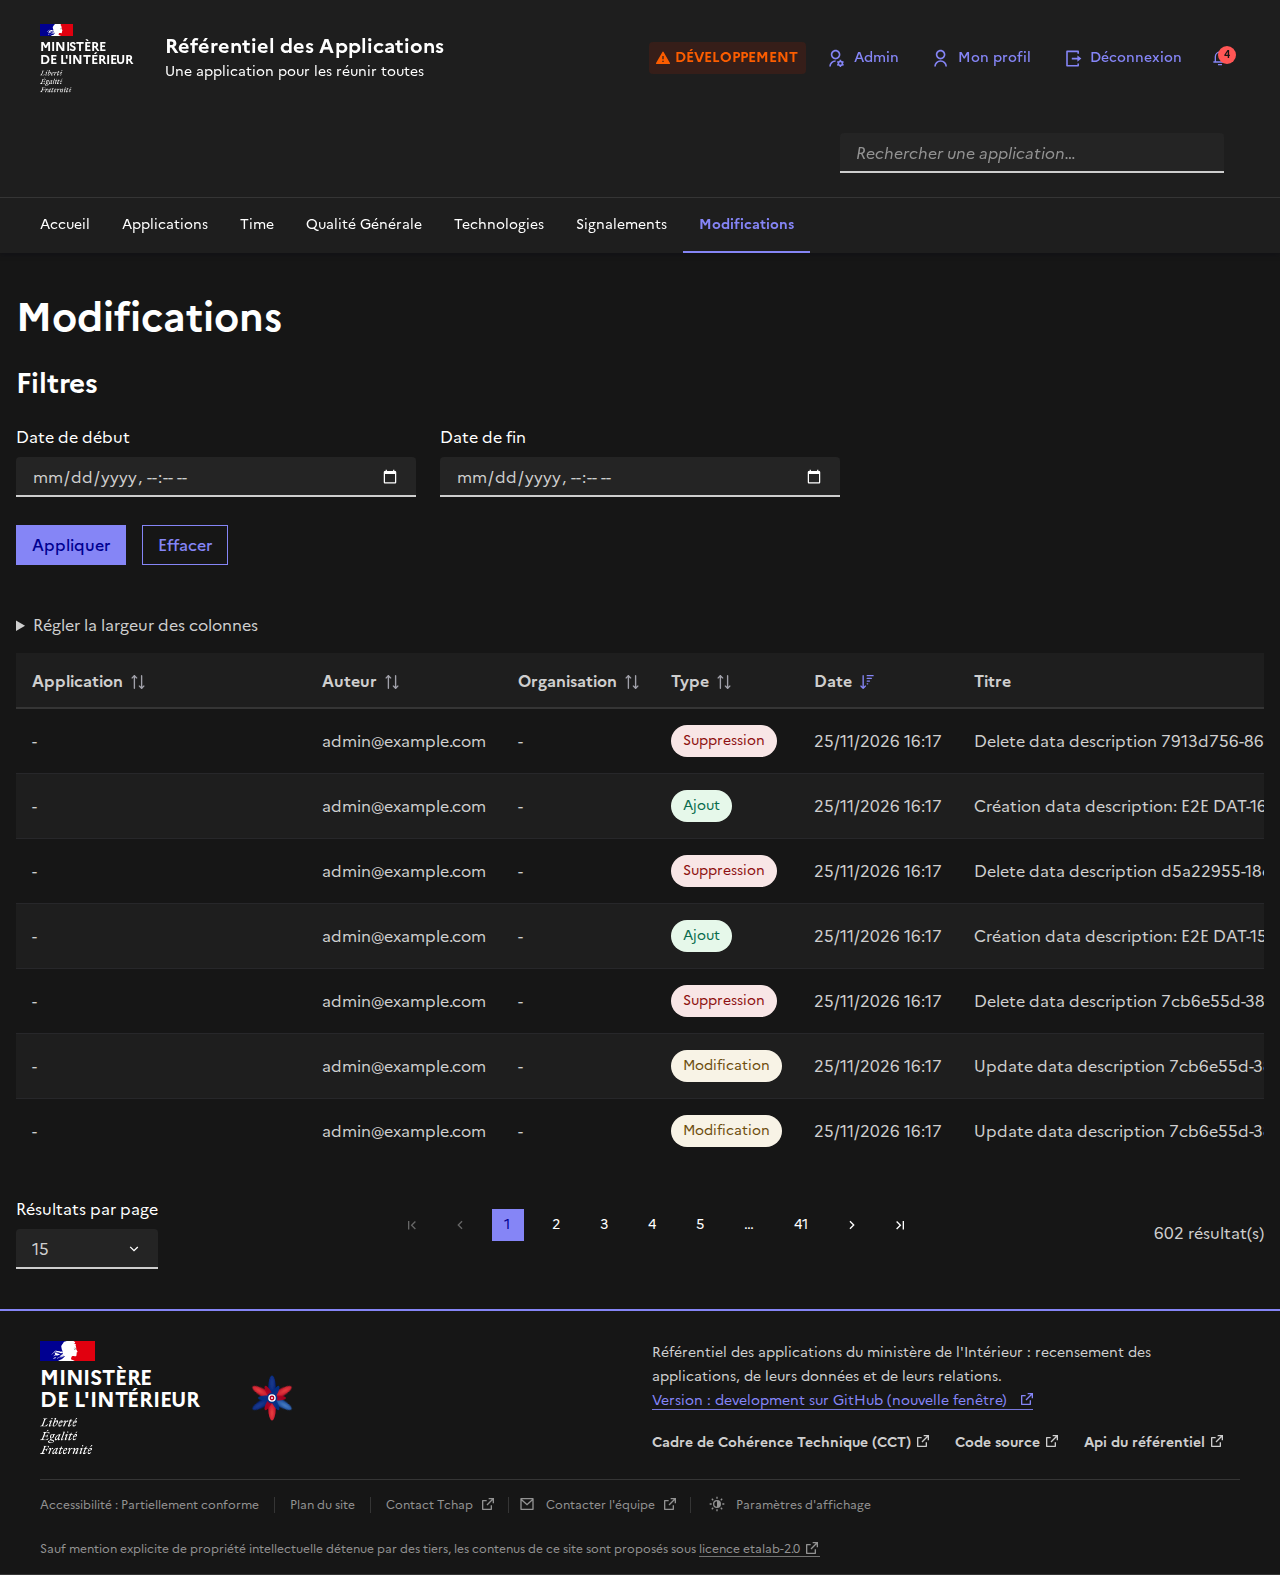 MINISTÈRE
DE L'INTÉRIEUR
Liberté
Égalité
Fraternité
Référentiel des Applications
Une application pour les réunir toutes
DÉVELOPPEMENT
Admin
Mon profil
Déconnexion
4
Rechercher une application…
Accueil
Applications
Time
Qualité Générale
Technologies
Signalements
Modifications
Modifications
Filtres
Date de début
Date de fin
mm/dd/yyyy, --:-- --
mm/dd/yyyy, --:-- --
Appliquer
Effacer
Régler la largeur des colonnes
Application Auteur Organisation Type Date Titre
- admin@example.com - Suppression 25/11/2026 16:17 Delete data description 7913d756-86
- admin@example.com - Ajout 25/11/2026 16:17 Création data description: E2E DAT-16
- admin@example.com - Suppression 25/11/2026 16:17 Delete data description d5a22955-18
- admin@example.com - Ajout 25/11/2026 16:17 Création data description: E2E DAT-15
- admin@example.com - Suppression 25/11/2026 16:17 Delete data description 7cb6e55d-38
- admin@example.com - Modification 25/11/2026 16:17 Update data description 7cb6e55d-3
- admin@example.com - Modification 25/11/2026 16:17 Update data description 7cb6e55d-3
Résultats par page
15
1 2 3 4 5 … 41
602 résultat(s)
MINISTÈRE
DE L'INTÉRIEUR
Liberté
Égalité
Fraternité
Référentiel des applications du ministère de l'Intérieur : recensement des
applications, de leurs données et de leurs relations.
Version : development sur GitHub (nouvelle fenêtre)
Cadre de Cohérence Technique (CCT)
Code source
Api du référentiel
Accessibilité : Partiellement conforme
Plan du site
Contact Tchap
Contacter l'équipe
Paramètres d'affichage
Sauf mention explicite de propriété intellectuelle détenue par des tiers, les contenus de ce site sont proposés sous licence etalab-2.0